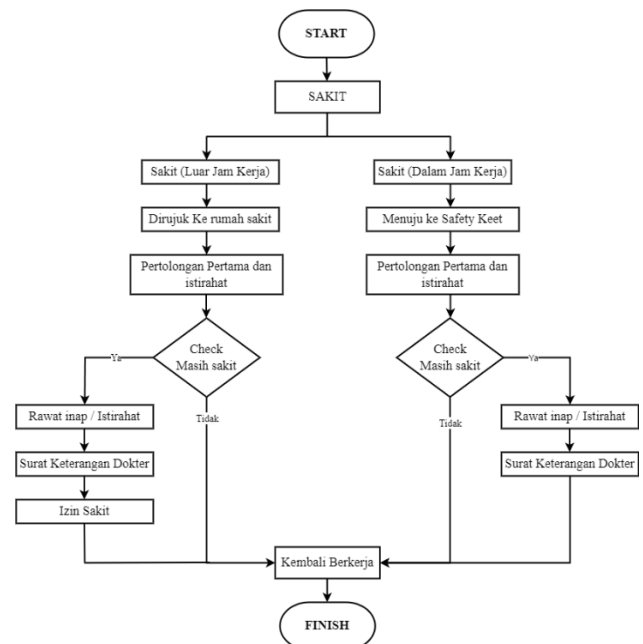 START
SAKIT
Sakit (Luar Jam Kerja)
Sakit (Dalam Jam Kerja)
Dirujuk Ke rumah sakit
Menuju ke Safety Keet
Pertolongan Pertama dan
istirahat
Pertolongan Pertama dan
istirahat
Check
Masih sakit
Check
Masih sakit
Ya
Ya
Tidak
Tidak
Rawat inap / Istirahat
Rawat inap / Istirahat
Surat Keterangan Dokter
Surat Keterangan Dokter
Izin Sakit
Kembali Berkerja
FINISH